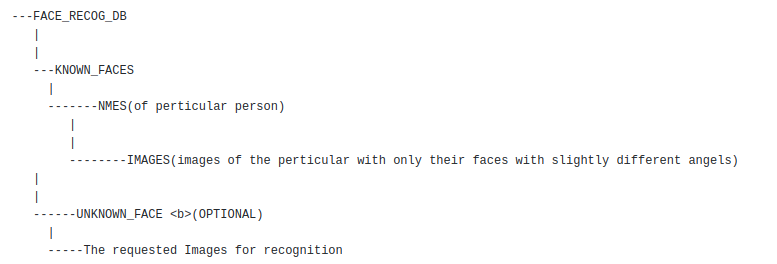 ---FACE_RECOG_DB
|
|
---KNOWN_FACES
|
-------NMES(of perticular person)
|
|
--------IMAGES(images of the perticular with only their faces with slightly different angels)
|
|
------UNKNOWN_FACE <b>(OPTIONAL)
|
-----The requested Images for recognition